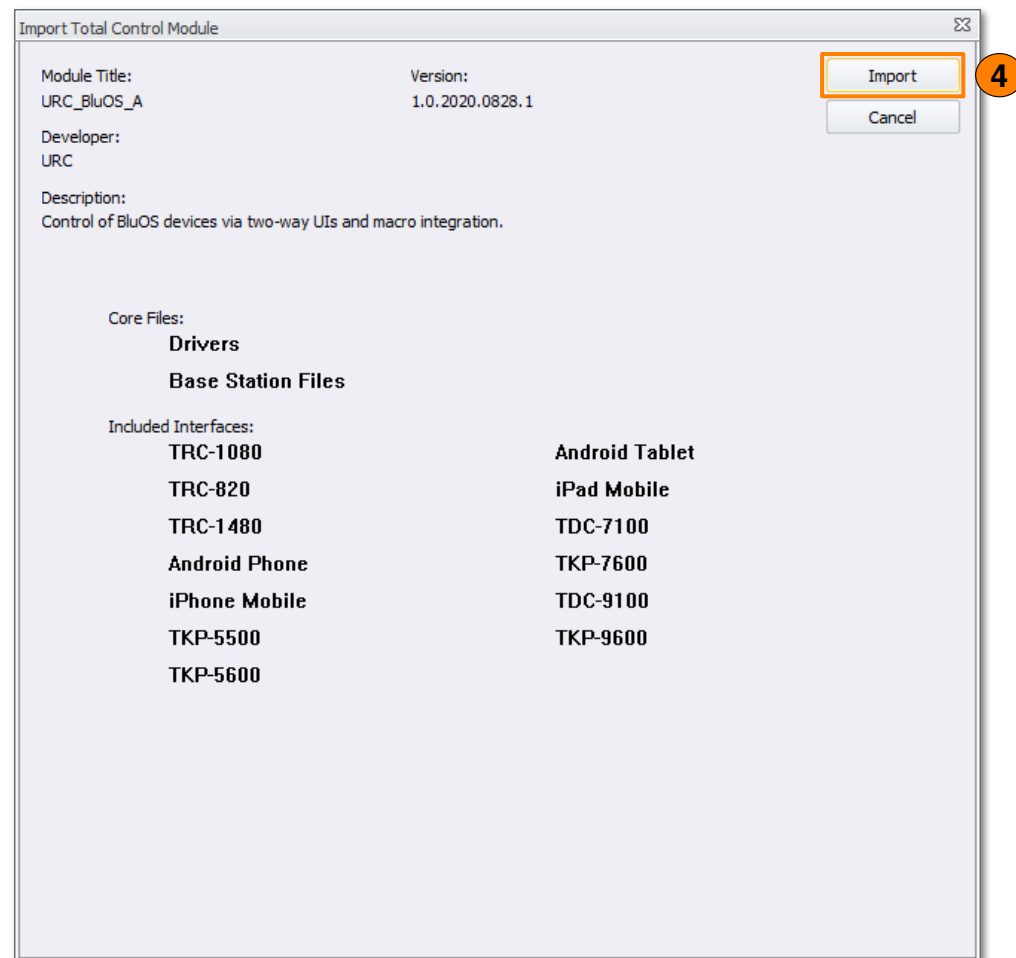 Import Total Control Module
Module Title:
URC_BluOS_A
Version:
1.0.2020.0828.1
Import
4
Cancel
Developer:
URC
Description:
Control of BluOS devices via two-way UIs and macro integration.
Core Files:
Drivers
Base Station Files
Included Interfaces:
TRC-1080
TRC-820
TRC-1480
Android Phone
iPhone Mobile
TKP-5500
TKP-5600
Android Tablet
iPad Mobile
TDC-7100
TKP-7600
TDC-9100
TKP-9600